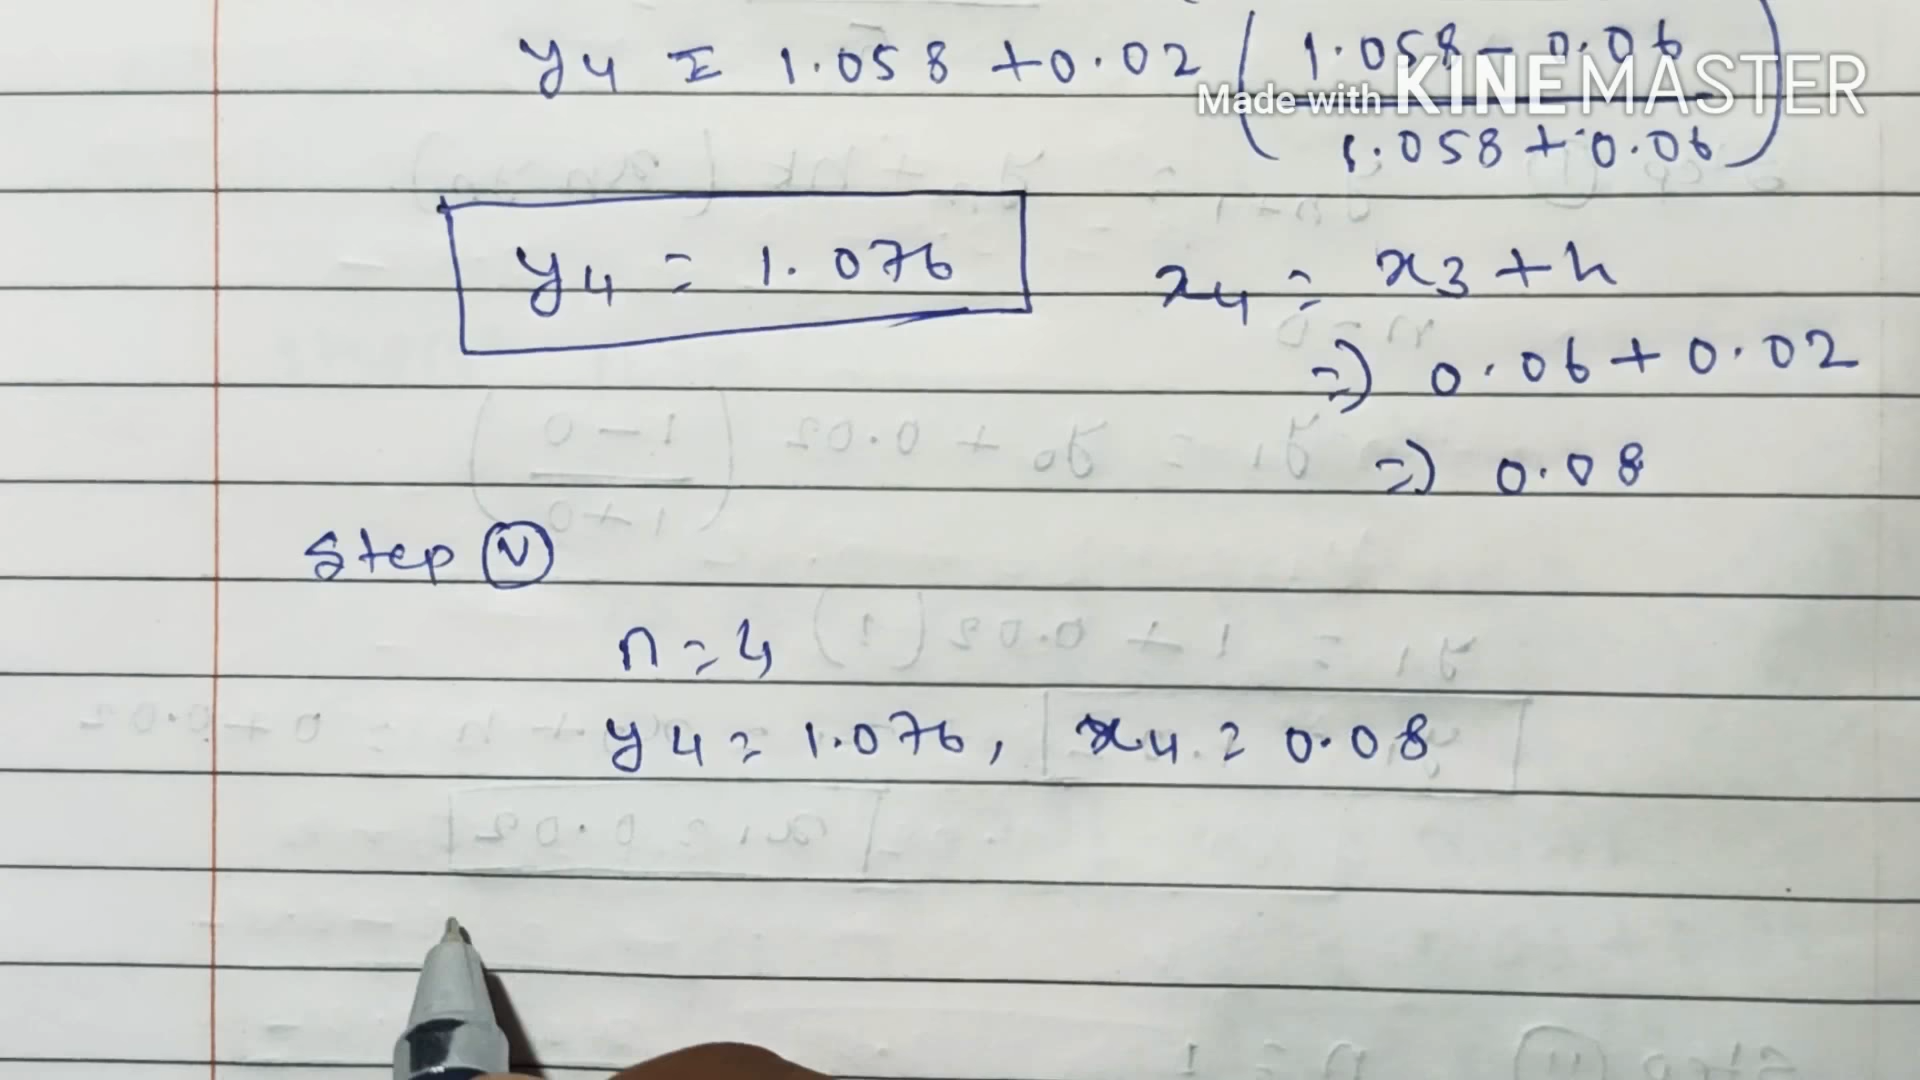 y4 = 1.058 + 0.02 ( 1.058 - 0.06
Made with KINEMASTER
1.058 + 0.06 )
y4 = 1.076 x4 = x3 + h
=) 0.06 + 0.02
=) 0.08
Step V
n = 4
y4 = 1.076, x4 = 0.08